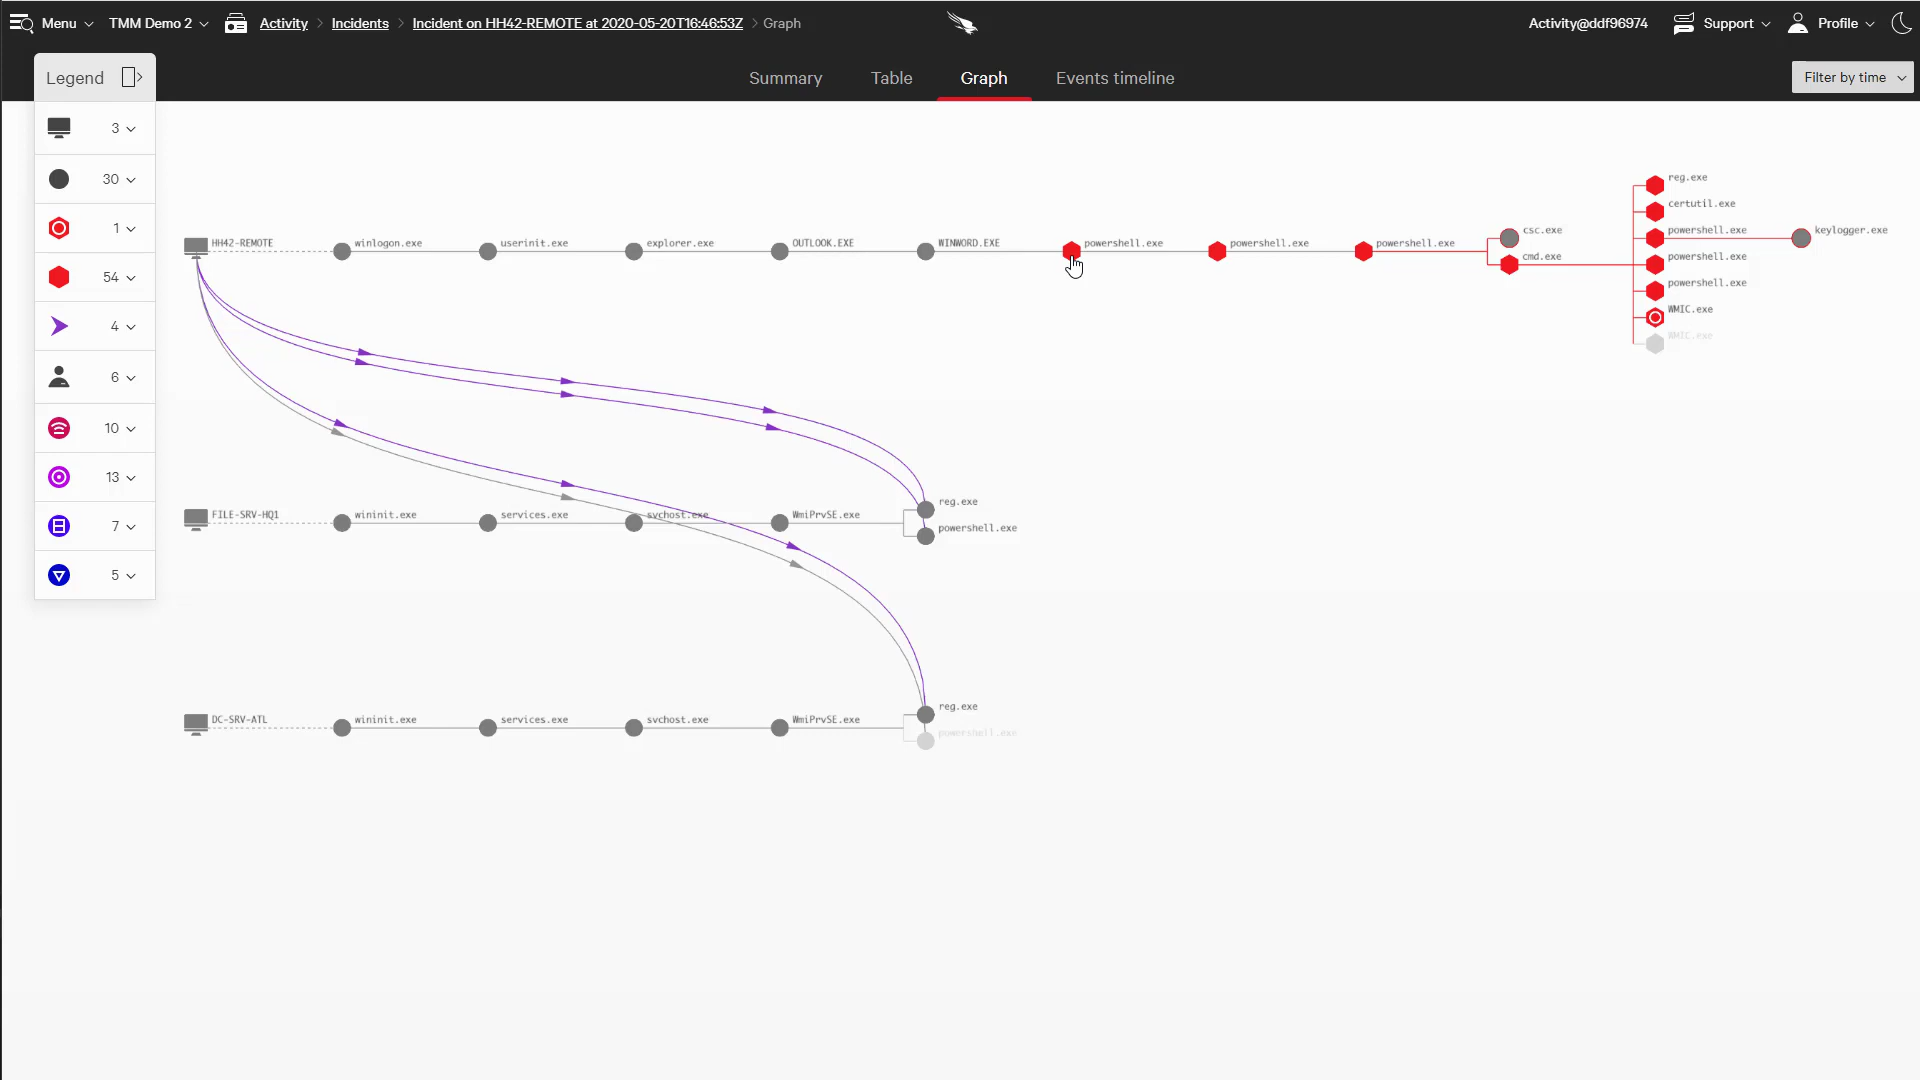 Menu TMM Demo 2 Activity Incidents Incident on HH42-REMOTE at 2020-05-20T16:46:53Z Graph Activity@ddf96974 Support Profile
Legend Summary Table Graph Events timeline Filter by time
3
30
1
54
4
6
10
13
7
5
reg.exe
certutil.exe
HH42-REMOTE winlogon.exe userinit.exe explorer.exe OUTLOOK.EXE WINWORD.EXE powershell.exe powershell.exe powershell.exe csc.exe powershell.exe keylogger.exe
cmd.exe powershell.exe
powershell.exe
WMIC.exe
WMIC.exe
reg.exe
FILE-SRV-HQ1 wininit.exe services.exe svchost.exe WmiPrvSE.exe
powershell.exe
reg.exe
DC-SRV-ATL wininit.exe services.exe svchost.exe WmiPrvSE.exe
powershell.exe